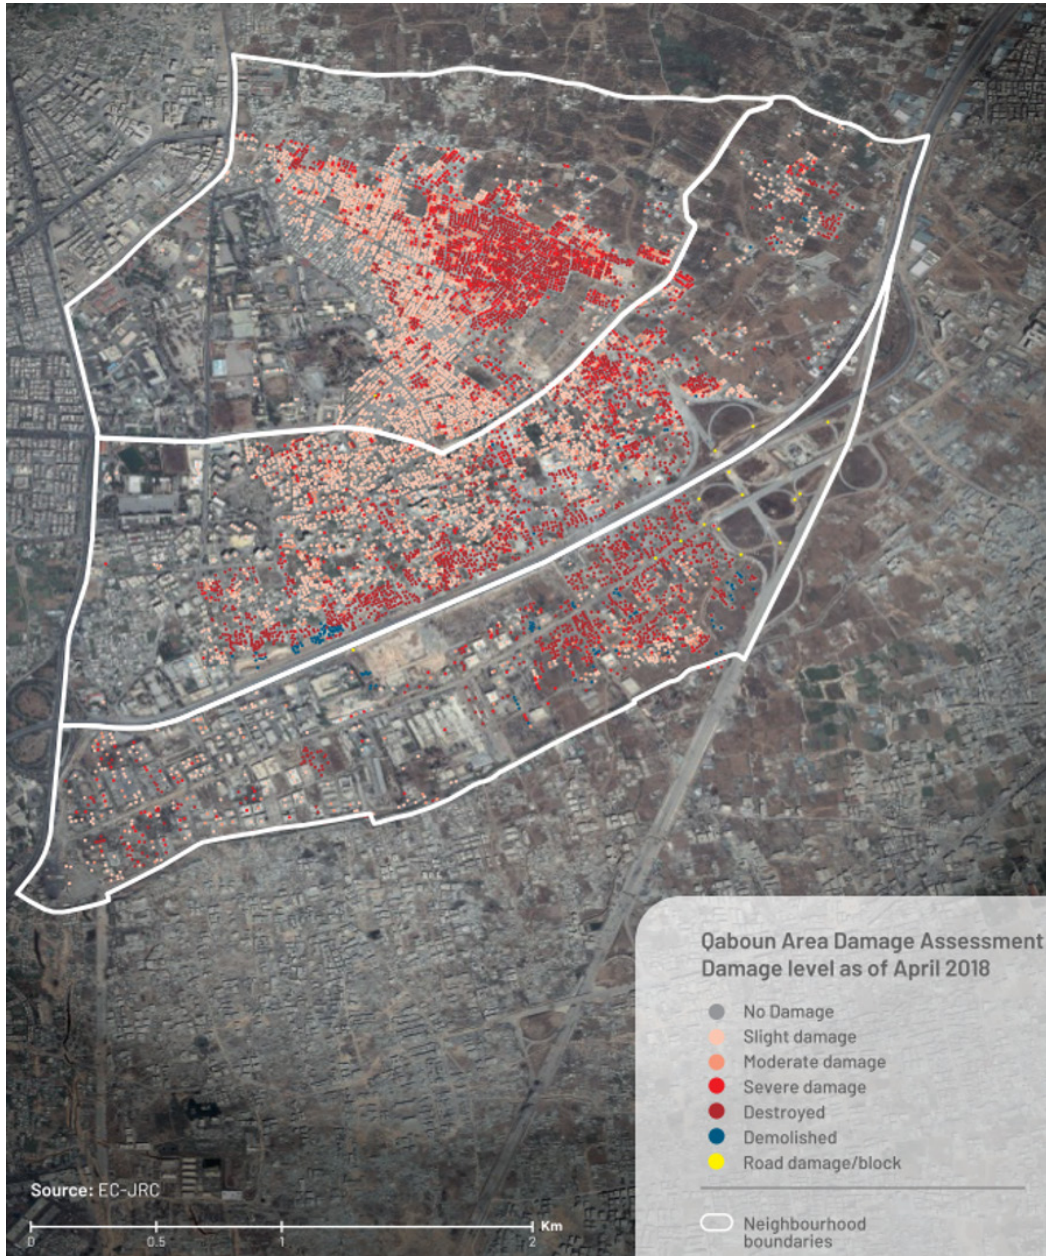 Qaboun Area Damage Assessment
Damage level as of April 2018
No Damage
Slight damage
Moderate damage
Severe damage
Destroyed
Demolished
Road damage/block
Neighbourhood
boundaries
Source: EC-JRC
0 0.5 1 2 Km